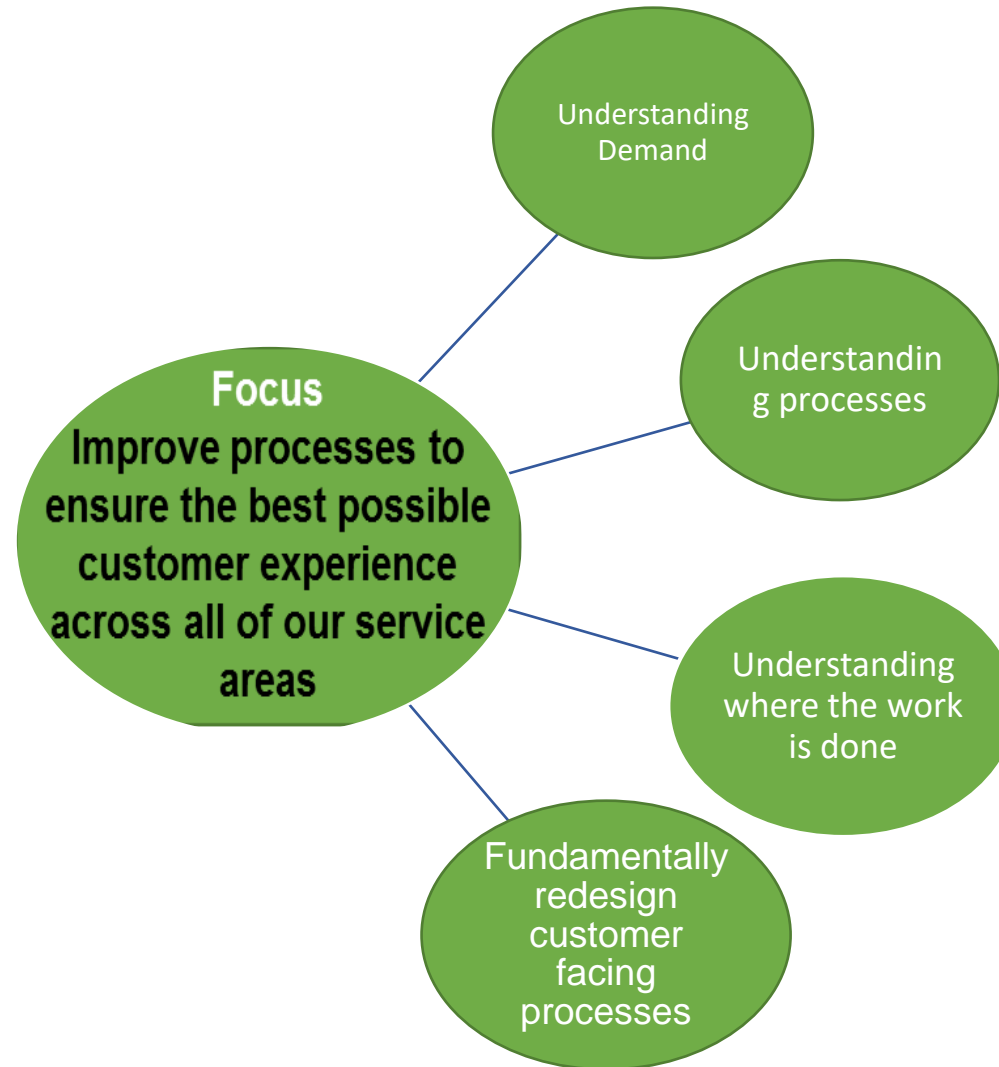 Understanding
Demand
Understandin
g processes
Focus
Improve processes to
ensure the best possible
customer experience
across all of our service
areas
Understanding
where the work
is done
Fundamentally
redesign
customer
facing
processes